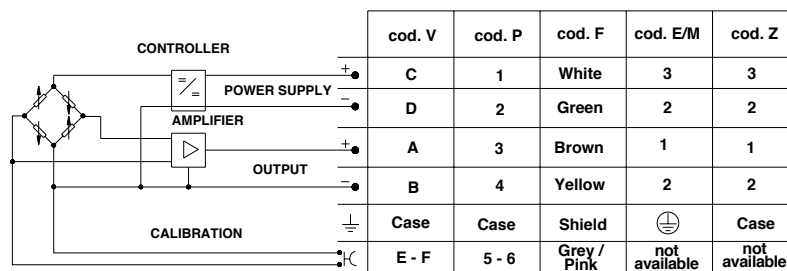 cod. V cod. P cod. F cod. E/M cod. Z
CONTROLLER
+ C 1 White 3 3
POWER SUPPLY
– D 2 Green 2 2
AMPLIFIER
+ A 3 Brown 1 1
OUTPUT
– B 4 Yellow 2 2
Case Case Shield Case
CALIBRATION
E - F 5 - 6 Grey / Pink not available not available